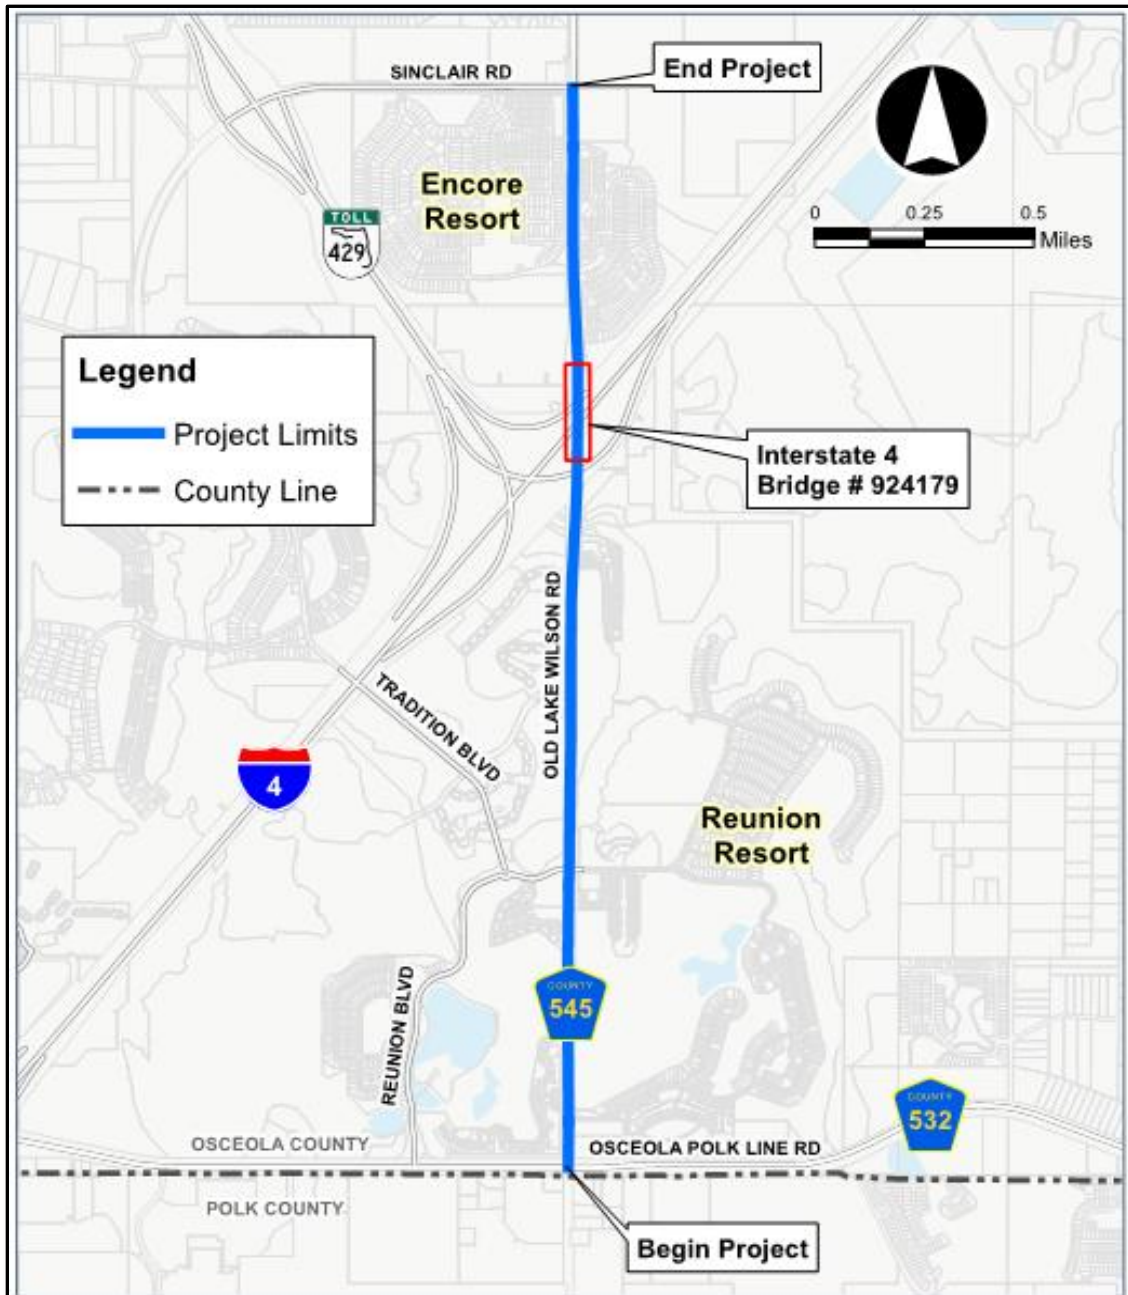 SINCLAIR RD
End Project
Encore
Resort
TOLL
429
0 0.25 0.5
Miles
Legend
Project Limits
County Line
Interstate 4
Bridge # 924179
OLD LAKE WILSON RD
TRADITION BLVD
4
Reunion
Resort
COUNTY
545
REUNION BLVD
COUNTY
532
OSCEOLA COUNTY
OSCEOLA POLK LINE RD
POLK COUNTY
Begin Project